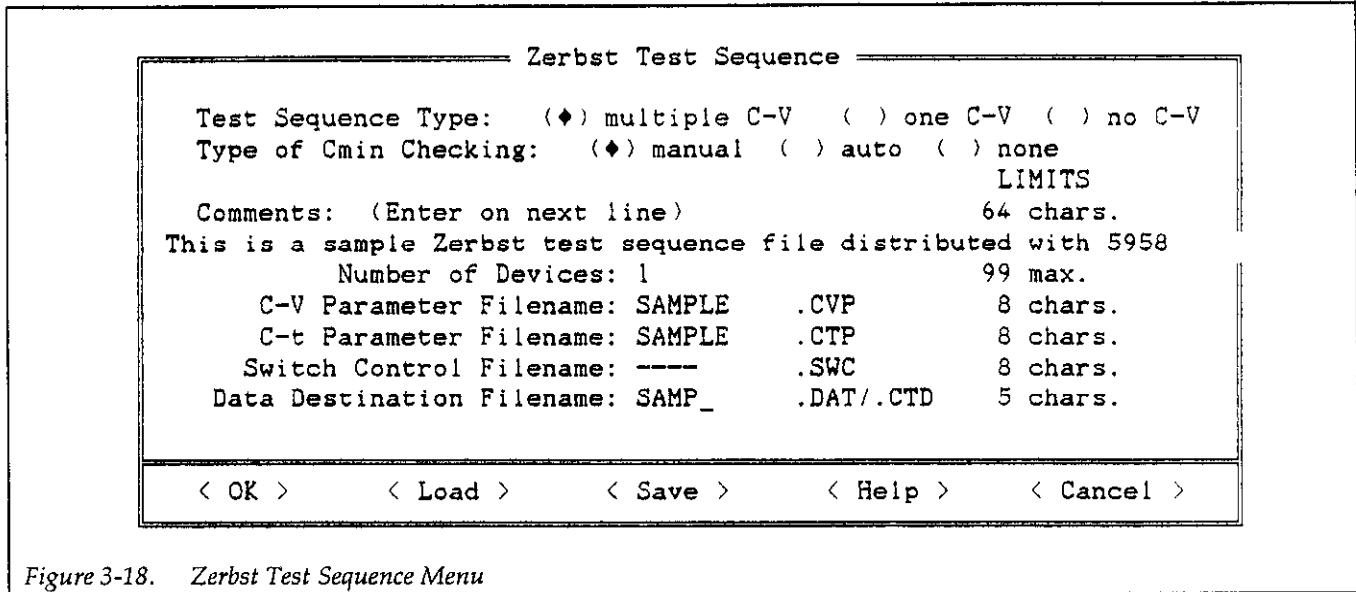 Zerbst Test Sequence
Test Sequence Type: (♦) multiple C-V ( ) one C-V ( ) no C-V
Type of Cmin Checking: (♦) manual ( ) auto ( ) none
LIMITS
Comments: (Enter on next line) 64 chars.
This is a sample Zerbst test sequence file distributed with 5958
Number of Devices: 1 99 max.
C-V Parameter Filename: SAMPLE .CVP 8 chars.
C-t Parameter Filename: SAMPLE .CTP 8 chars.
Switch Control Filename: ---- .SWC 8 chars.
Data Destination Filename: SAMP_ .DAT/.CTD 5 chars.
< OK > < Load > < Save > < Help > < Cancel >
Figure 3-18. Zerbst Test Sequence Menu